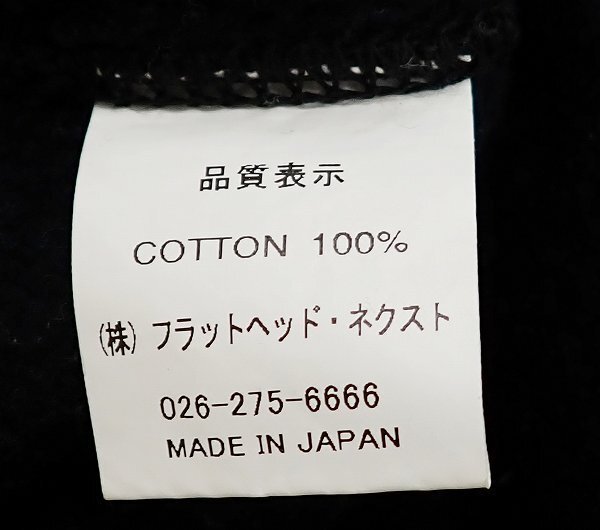 品質表示
COTTON 100%
(株) フラットヘッド・ネクスト
026-275-6666
MADE IN JAPAN